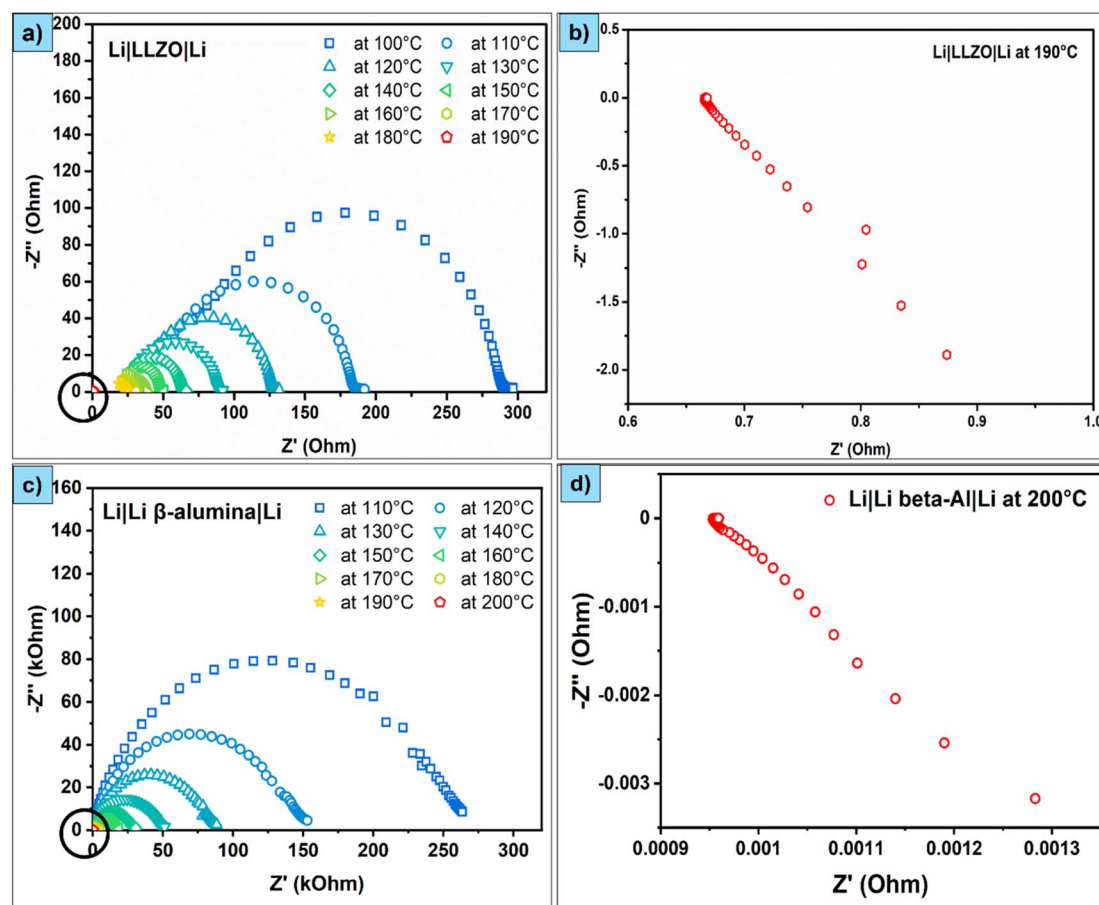 a)
Li|LLZO|Li
at 100°C
at 110°C
at 120°C
at 130°C
at 140°C
at 150°C
at 160°C
at 170°C
at 180°C
at 190°C
200
180
160
140
120
100
80
60
40
20
0
-Z'' (Ohm)
0
50
100
150
200
250
300
Z' (Ohm)
b)
Li|LLZO|Li at 190°C
0.5
0.0
-0.5
-1.0
-1.5
-2.0
-Z'' (Ohm)
0.6
0.7
0.8
0.9
1.0
Z' (Ohm)
c)
Li|Li β-alumina|Li
at 110°C
at 120°C
at 130°C
at 140°C
at 150°C
at 160°C
at 170°C
at 180°C
at 190°C
at 200°C
160
140
120
100
80
60
40
20
0
-Z'' (kOhm)
0
50
100
150
200
250
300
Z' (kOhm)
d)
Li|Li beta-Al|Li at 200°C
0
-0.001
-0.002
-0.003
-Z'' (Ohm)
0.0009
0.001
0.0011
0.0012
0.0013
Z' (Ohm)